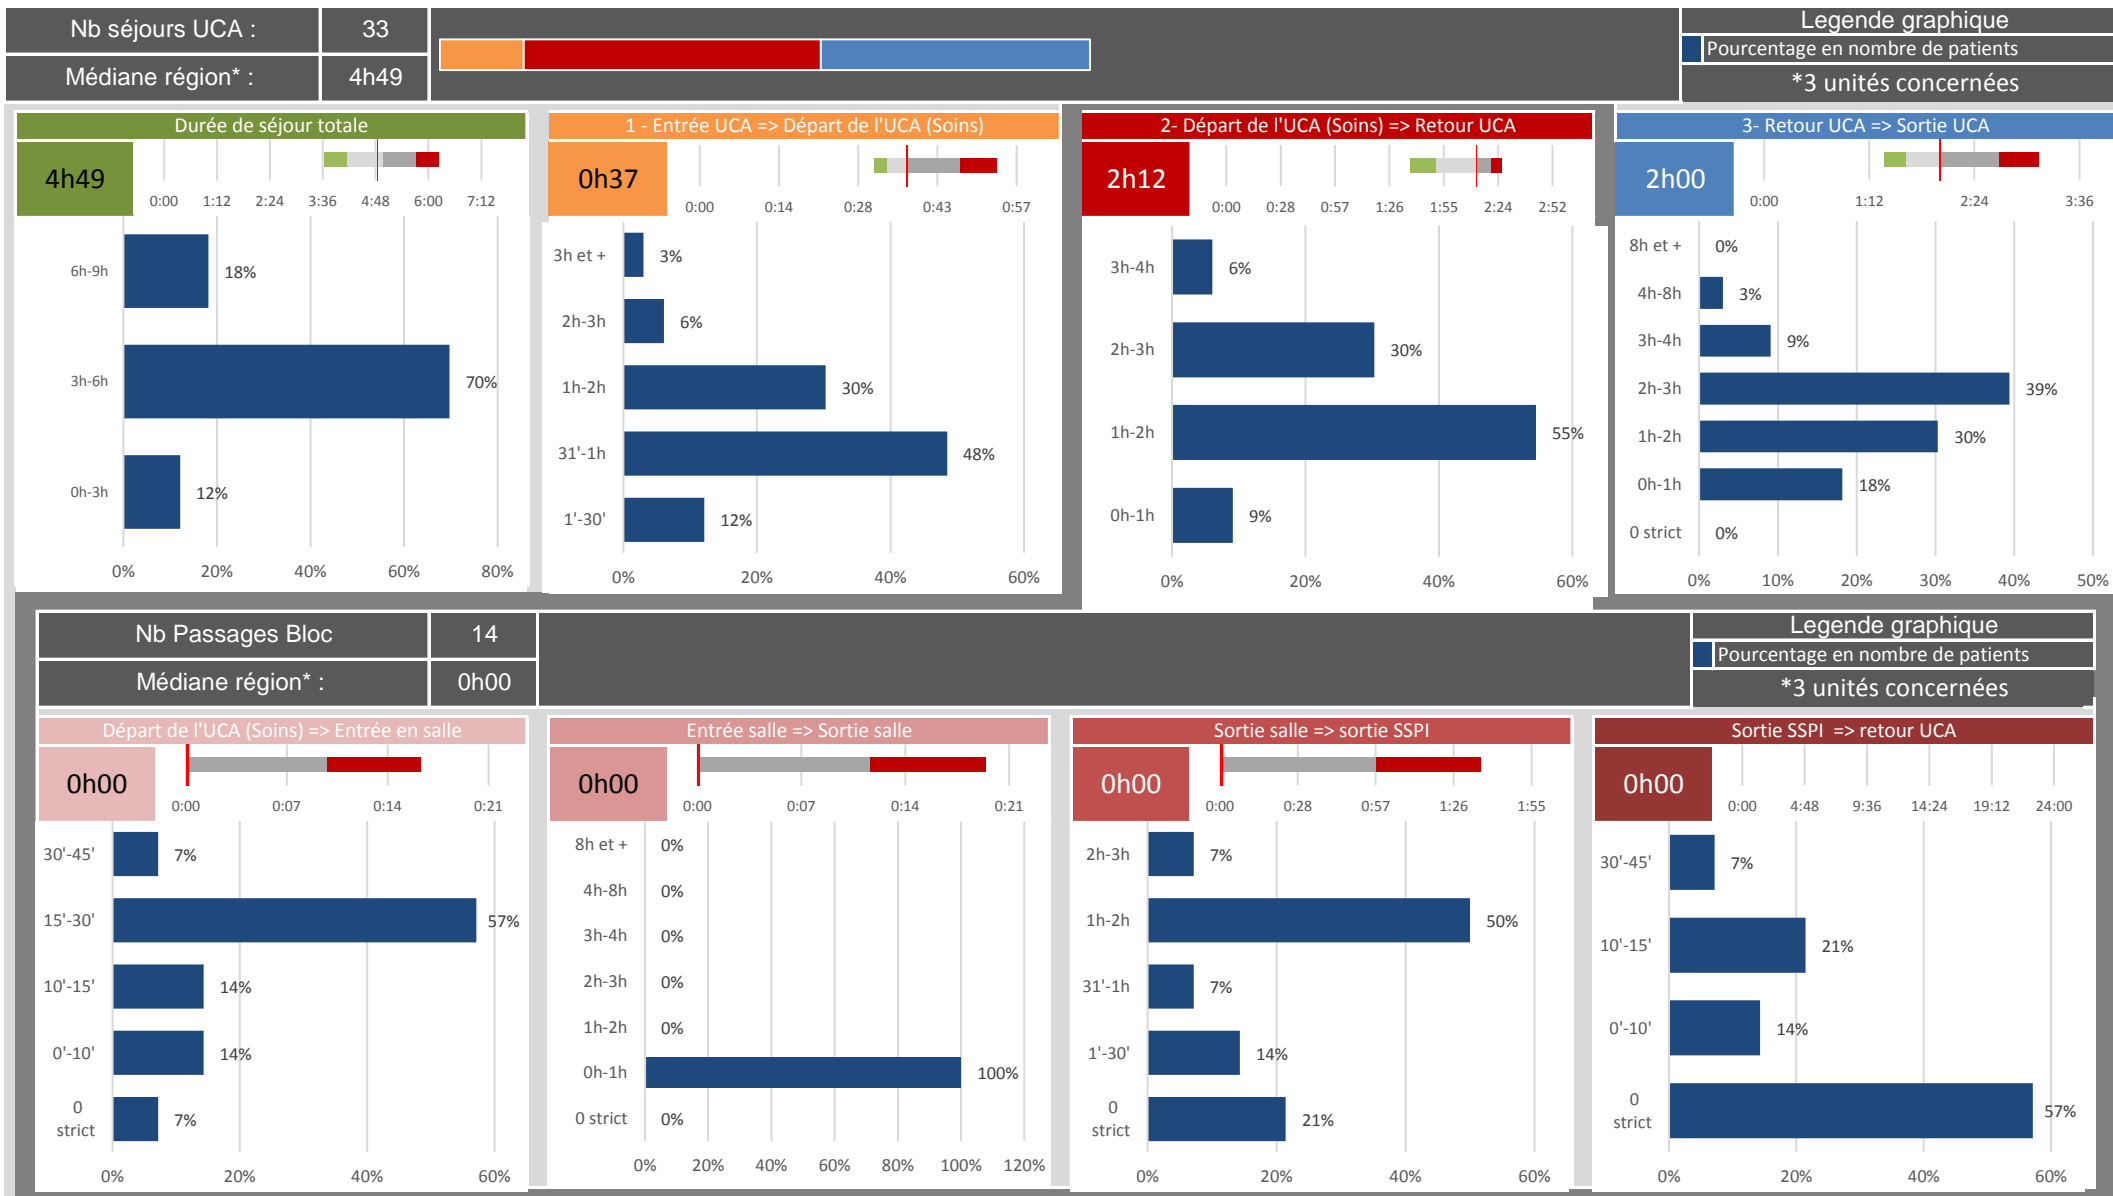 Nb séjours UCA :
33
Médiane région* :
4h49
Legende graphique
Pourcentage en nombre de patients
*3 unités concernées
Durée de séjour totale
4h49
0:00 1:12 2:24 3:36 4:48 6:00 7:12
6h-9h
18%
3h-6h
70%
0h-3h
12%
0% 20% 40% 60% 80%
1 - Entrée UCA => Départ de l'UCA (Soins)
0h37
0:00 0:14 0:28 0:43 0:57
3h et +
3%
2h-3h
6%
1h-2h
30%
31'-1h
48%
1'-30'
12%
0% 20% 40% 60%
2- Départ de l'UCA (Soins) => Retour UCA
2h12
0:00 0:28 0:57 1:26 1:55 2:24 2:52
3h-4h
6%
2h-3h
30%
1h-2h
55%
0h-1h
9%
0% 20% 40% 60%
3- Retour UCA => Sortie UCA
2h00
0:00 1:12 2:24 3:36
8h et +
0%
4h-8h
3%
3h-4h
9%
2h-3h
39%
1h-2h
30%
0h-1h
18%
0 strict
0%
0% 10% 20% 30% 40% 50%
Nb Passages Bloc
14
Médiane région* :
0h00
Legende graphique
Pourcentage en nombre de patients
*3 unités concernées
Départ de l'UCA (Soins) => Entrée en salle
0h00
0:00 0:07 0:14 0:21
30'-45'
7%
15'-30'
57%
10'-15'
14%
0'-10'
14%
0
strict
7%
0% 20% 40% 60%
Entrée salle => Sortie salle
0h00
0:00 0:07 0:14 0:21
8h et +
0%
4h-8h
0%
3h-4h
0%
2h-3h
0%
1h-2h
0%
0h-1h
100%
0 strict
0%
0% 20% 40% 60% 80% 100% 120%
Sortie salle => sortie SSPI
0h00
0:00 0:28 0:57 1:26 1:55
2h-3h
7%
1h-2h
50%
31'-1h
7%
1'-30'
14%
0
strict
21%
0% 20% 40% 60%
Sortie SSPI => retour UCA
0h00
0:00 4:48 9:36 14:24 19:12 24:00
30'-45'
7%
10'-15'
21%
0'-10'
14%
0
strict
57%
0% 20% 40% 60%